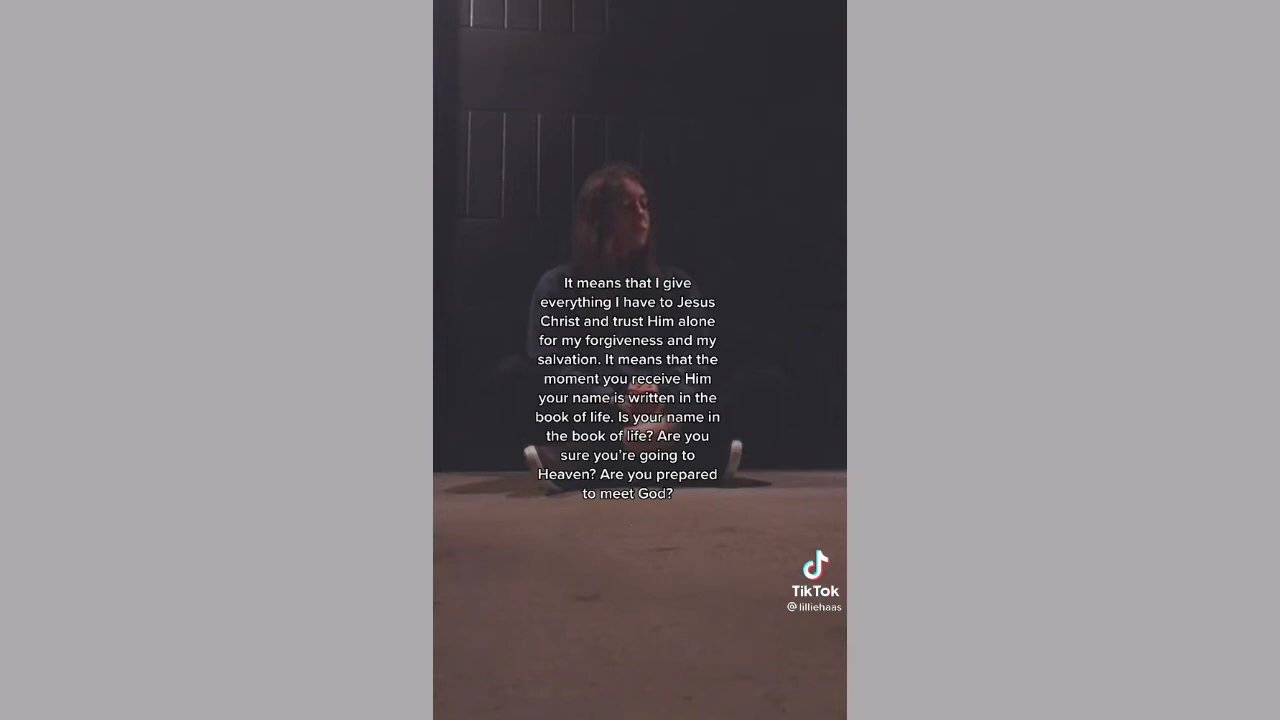 It means that I give
everything I have to Jesus
Christ and trust Him alone
for my forgiveness and my
salvation. It means that the
moment you receive Him
your name is written in the
book of life. Is your name in
the book of life? Are you
sure you're going to
Heaven? Are you prepared
to meet God?
TikTok
@lilliehaas